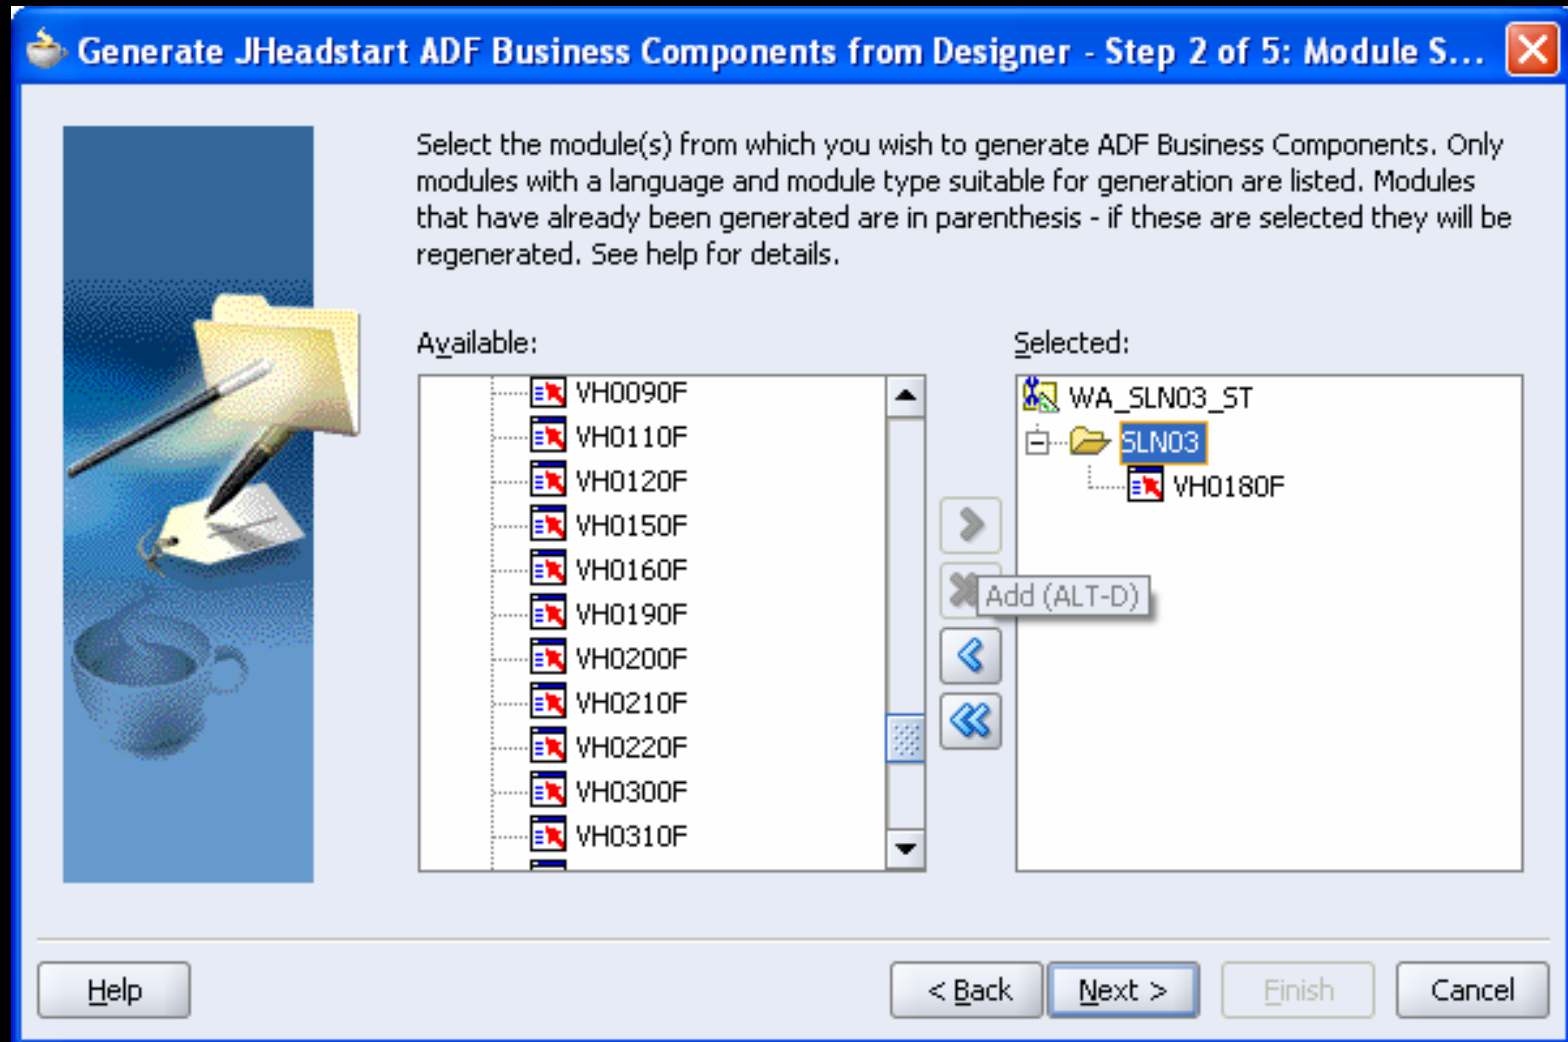 Generate JHeadstart ADF Business Components from Designer - Step 2 of 5: Module S...
Select the module(s) from which you wish to generate ADF Business Components. Only
modules with a language and module type suitable for generation are listed. Modules
that have already been generated are in parenthesis - if these are selected they will be
regenerated. See help for details.
Available:
VH0090F
VH0110F
VH0120F
VH0150F
VH0160F
VH0190F
VH0200F
VH0210F
VH0220F
VH0300F
VH0310F
Add (ALT-D)
Selected:
WA_SLN03_ST
SLN03
VH0180F
Help
< Back
Next >
Finish
Cancel